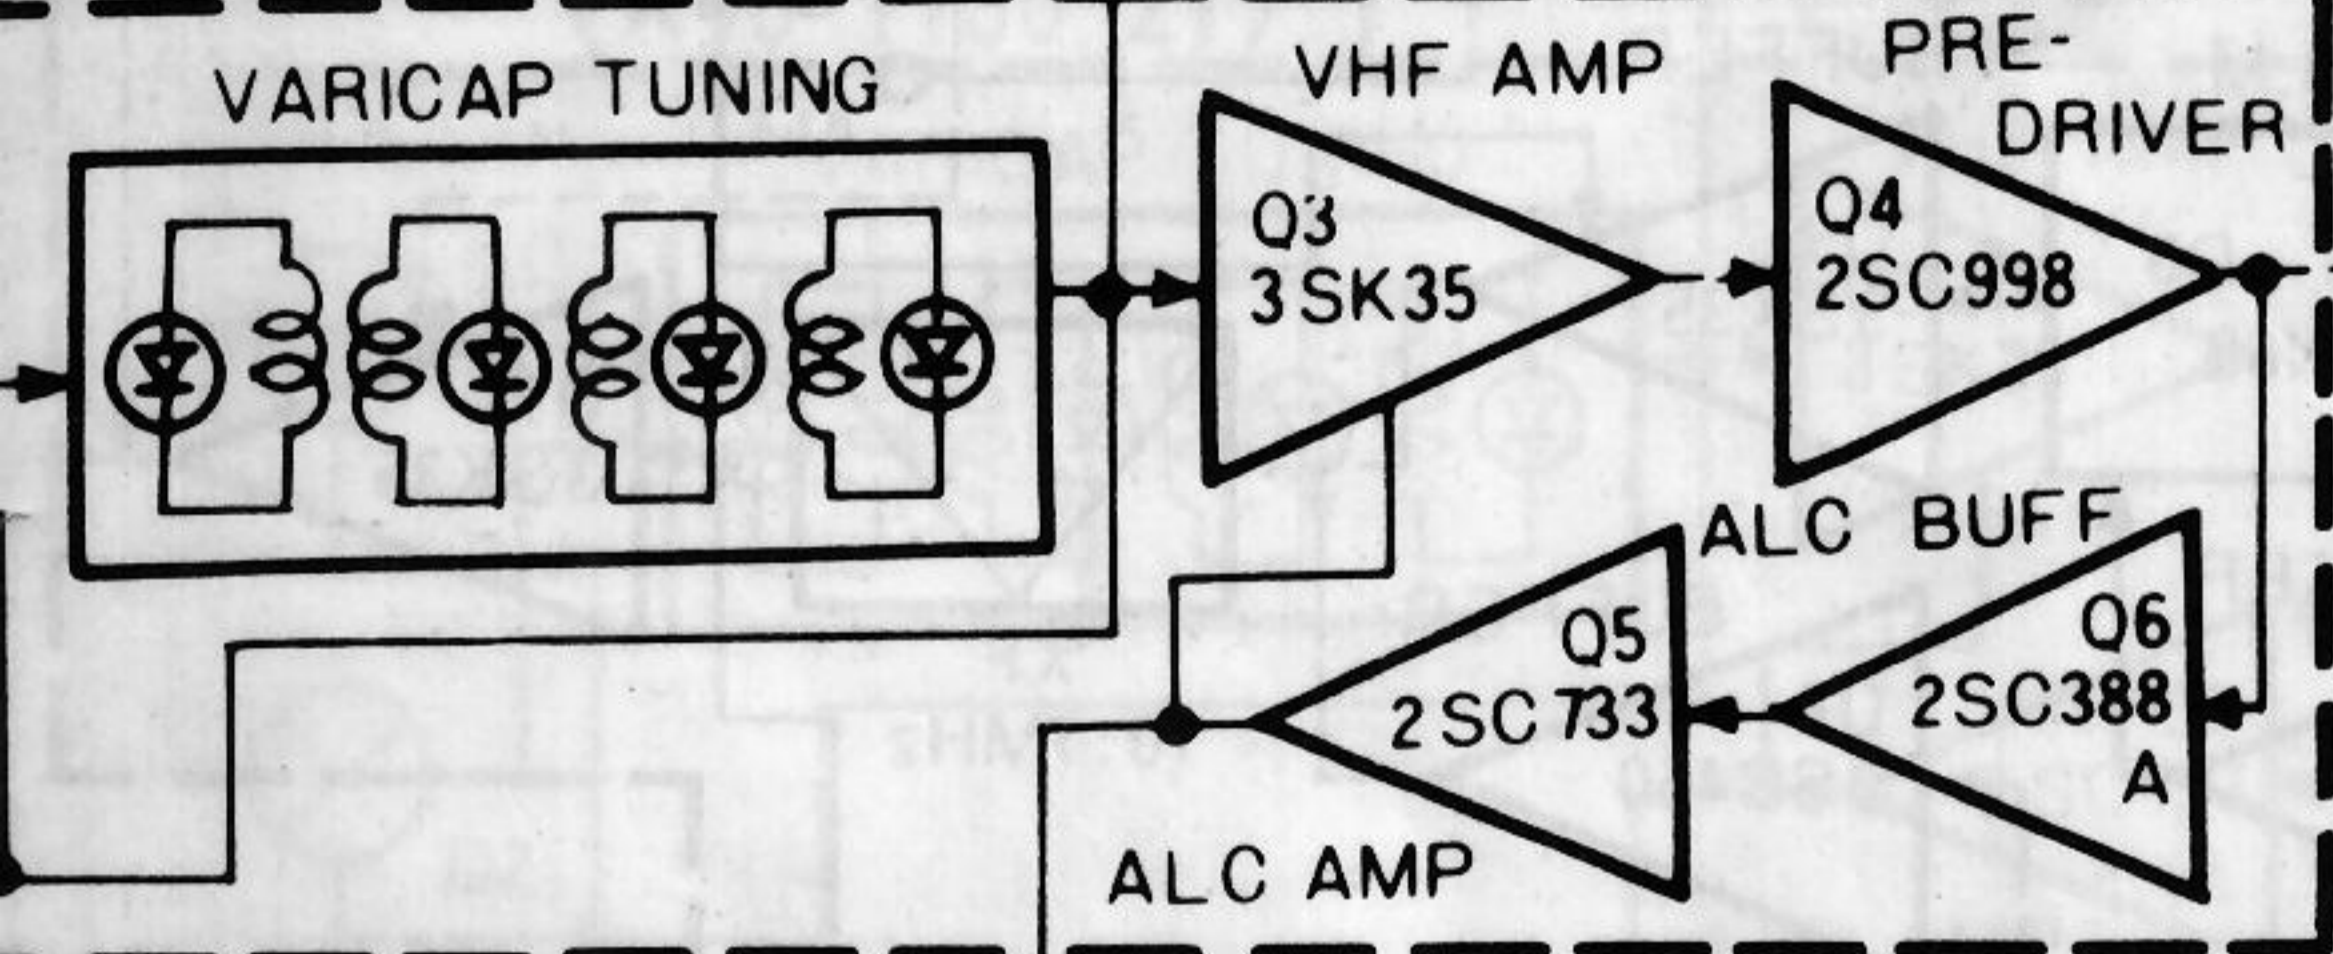 VARICAP TUNING
VHF AMP
PRE-
DRIVER
Q3
3SK35
Q4
2SC998
ALC BUFF
Q5
2SC733
Q6
2SC388
A
ALC AMP